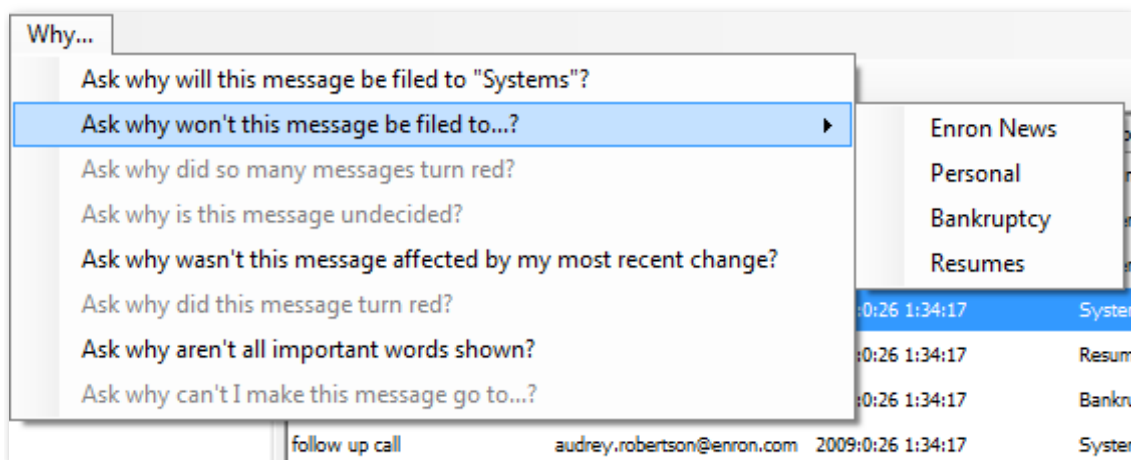 Why...
Ask why will this message be filed to "Systems"?
Ask why won't this message be filed to...?
Enron News
Ask why did so many messages turn red?
Personal
Ask why is this message undecided?
Bankruptcy
Ask why wasn't this message affected by my most recent change?
Resumes
Ask why did this message turn red?
:0:26 1:34:17 Syster
Ask why aren't all important words shown?
:0:26 1:34:17 Resum
Ask why can't I make this message go to...?
:0:26 1:34:17 Bankru
follow up call audrey.robertson@enron.com 2009:0:26 1:34:17 Syster